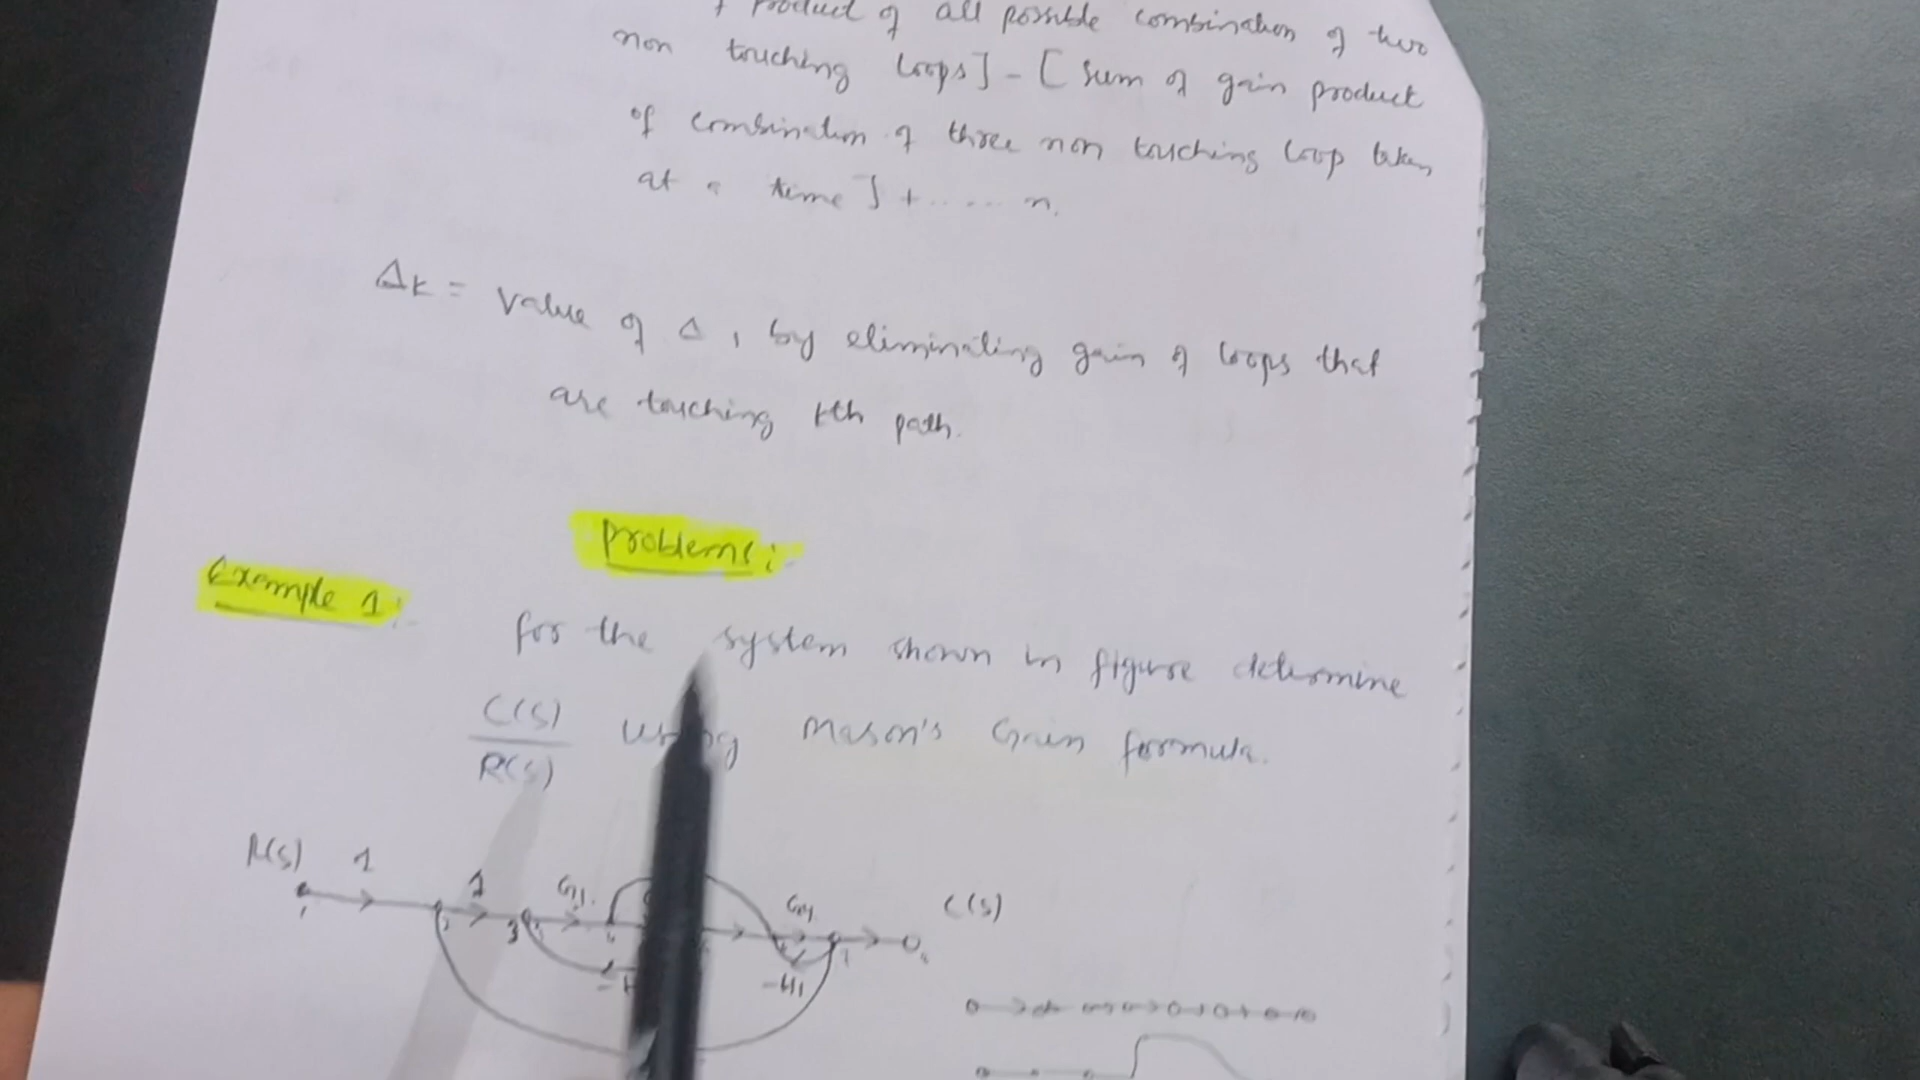 + product of all possible combination of two
non touching loops] - [ sum of gain product
of combination of three non touching loop taken
at a time ] + ..... n.
Δk = value of Δ , by eliminating gain of loops that
are touching kth path.
Problems:
Example 1:
for the system shown in figure determine
C(s)
R(s)
using Mason's Gain formula.
R(s) 1 1 G1 G4 C(s)
3
-H1